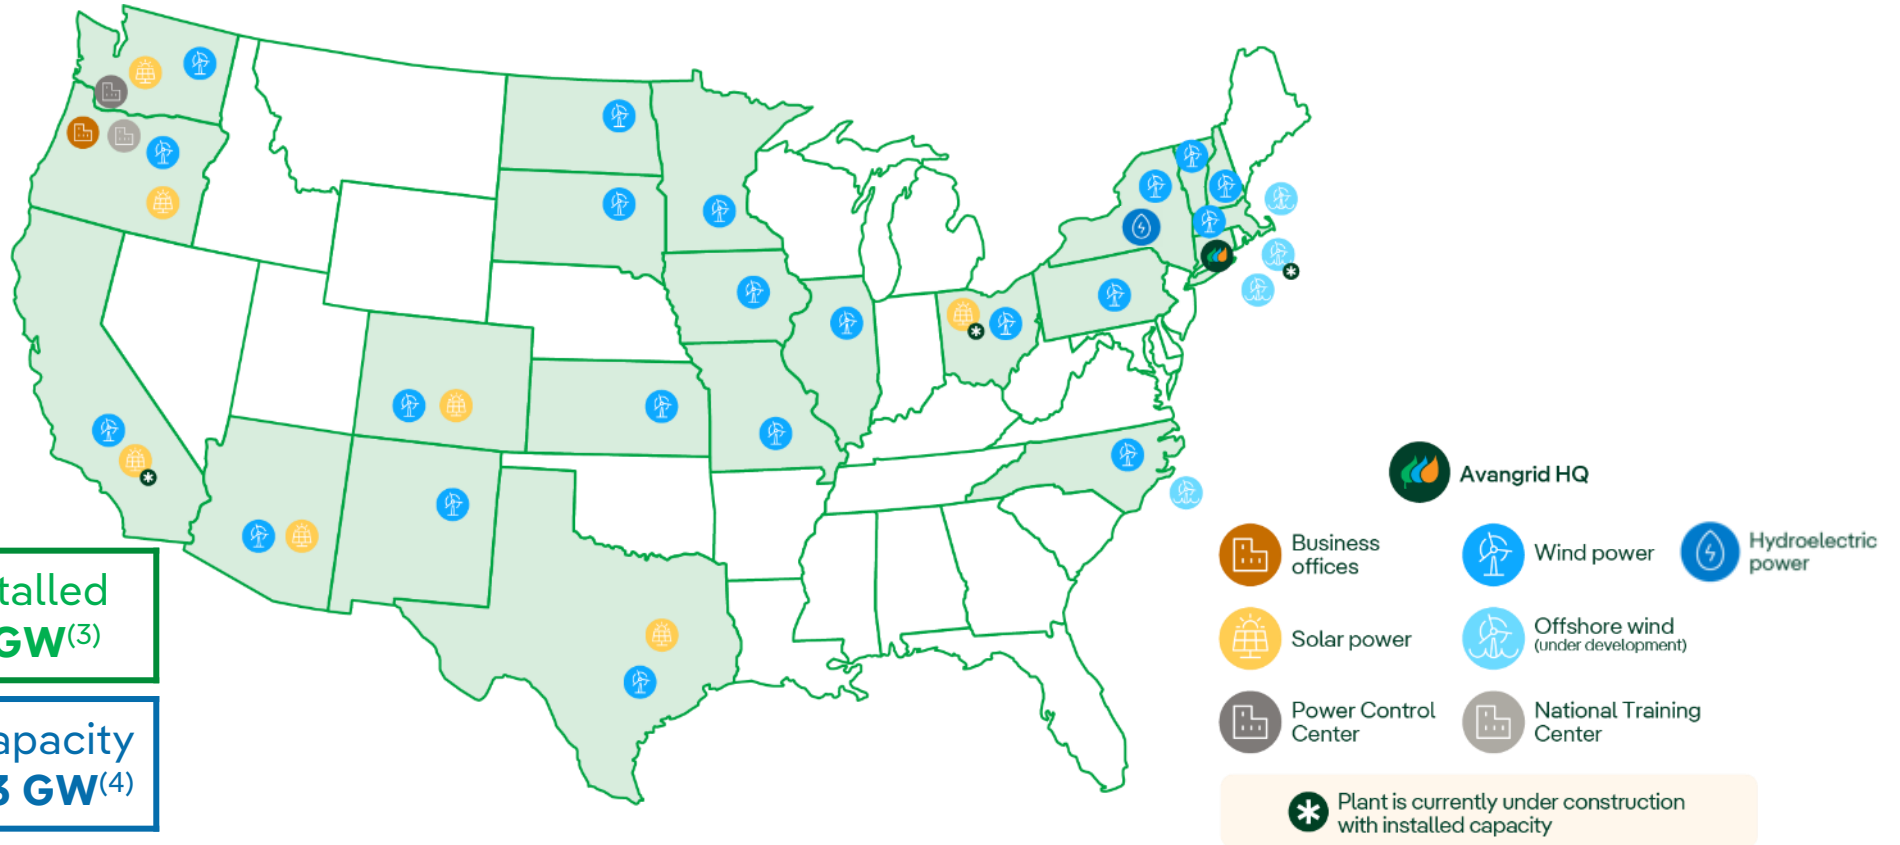 talled
GW(3)
apacity
3 GW(4)
Avangrid HQ
Business
offices
Wind power
Hydroelectric
power
Solar power
Offshore wind
(under development)
Power Control
Center
National Training
Center
Plant is currently under construction
with installed capacity